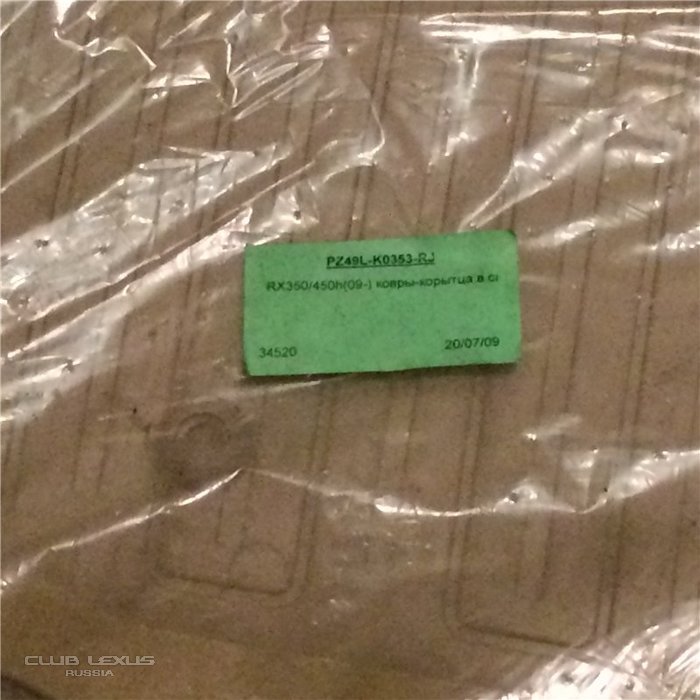 PZ49L-K0353-RJ
RX350/450h(09-) ковры-корытца в
34520 20/07/09
CLUB LEXUS
RUSSIA